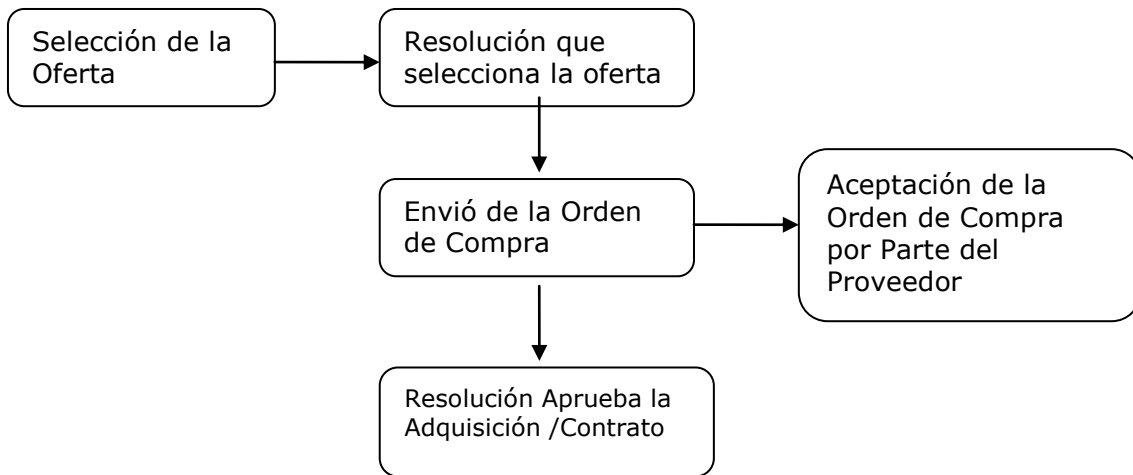 Selección de la
Oferta
Resolución que
selecciona la oferta
Envió de la Orden
de Compra
Aceptación de la
Orden de Compra
por Parte del
Proveedor
Resolución Aprueba la
Adquisición /Contrato